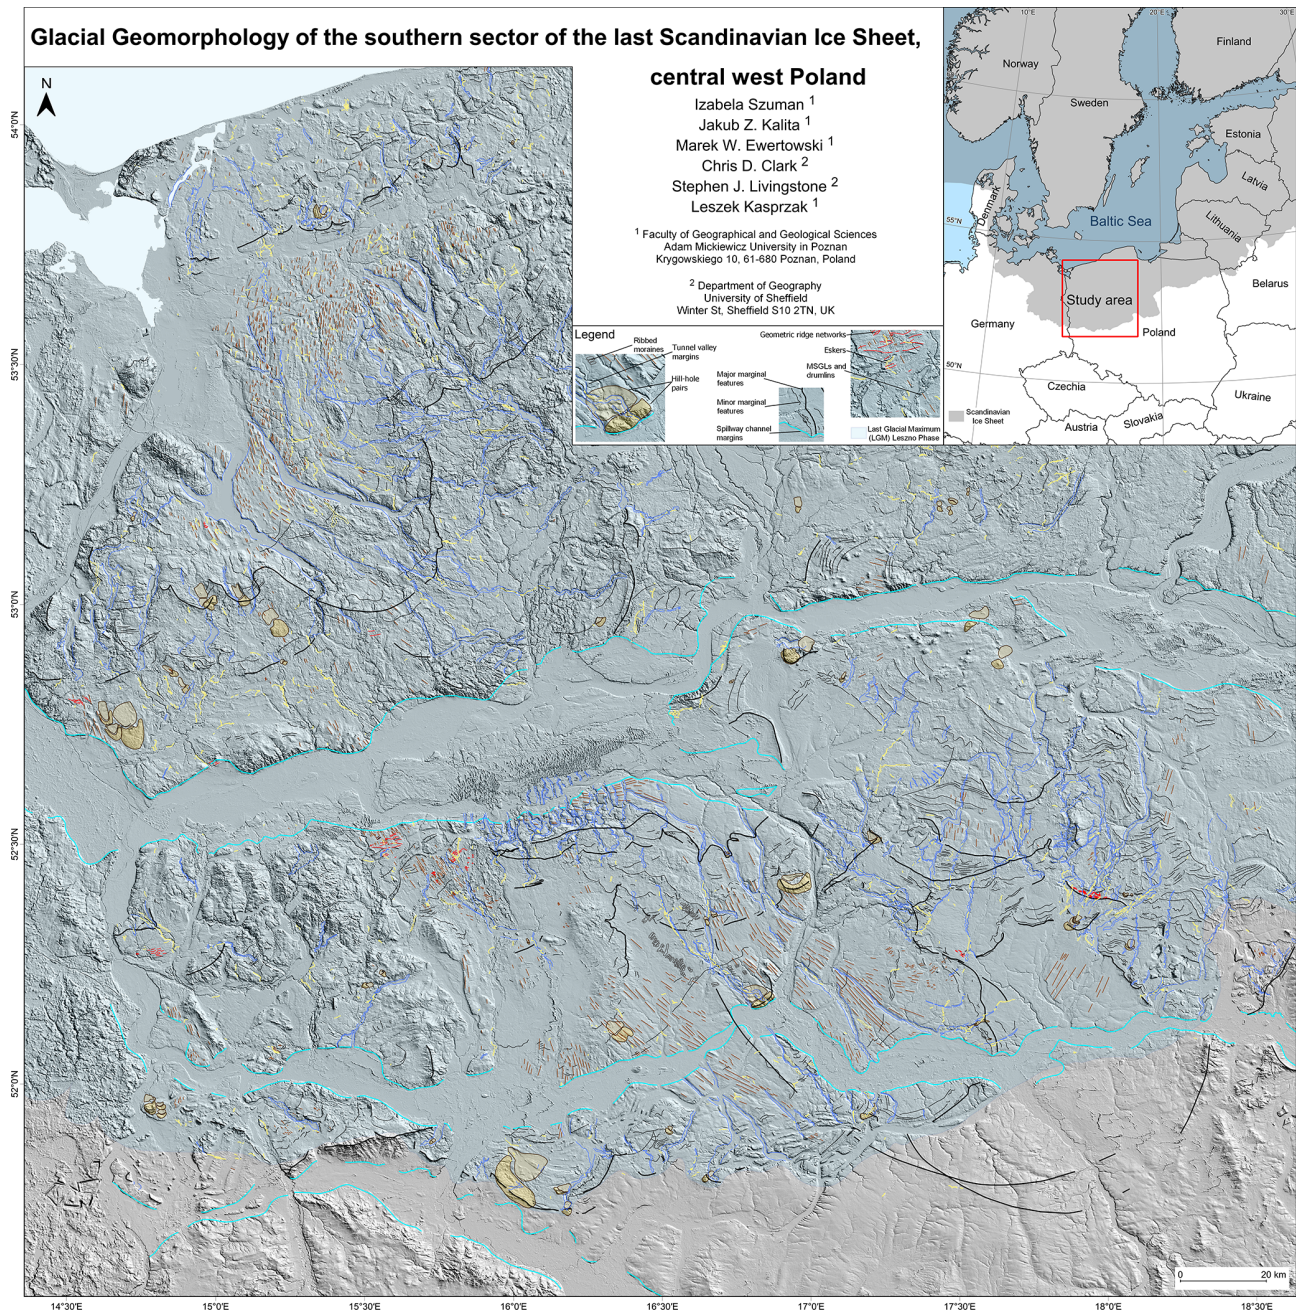 Glacial Geomorphology of the southern sector of the last Scandinavian Ice Sheet,
central west Poland
Izabela Szuman 1
Jakub Z. Kalita 1
Marek W. Ewertowski 1
Chris D. Clark 2
Stephen J. Livingstone 2
Leszek Kasprzak 1
1 Faculty of Geographical and Geological Sciences
Adam Mickiewicz University in Poznan
Krygowskiego 10, 61-680 Poznan, Poland
2 Department of Geography
University of Sheffield
Winter St, Sheffield S10 2TN, UK
N
Legend
Ribbed
moraines
Tunnel valley
margins
Hill-hole
pairs
Major marginal
features
Minor marginal
features
Spillway channel
margins
Geometric ridge networks
Eskers
MSGLs and
drumlins
Last Glacial Maximum
(LGM) Leszno Phase
10°E
20°E
30°E
Norway
Sweden
Finland
Estonia
Latvia
Lithuania
Denmark
55°N
Baltic Sea
Belarus
Study area
Germany
Poland
50°N
Czechia
Ukraine
Slovakia
Austria
Scandinavian
Ice Sheet
54°0'N
53°30'N
53°0'N
52°30'N
52°0'N
0
20 km
14°30'E
15°0'E
15°30'E
16°0'E
16°30'E
17°0'E
17°30'E
18°0'E
18°30'E